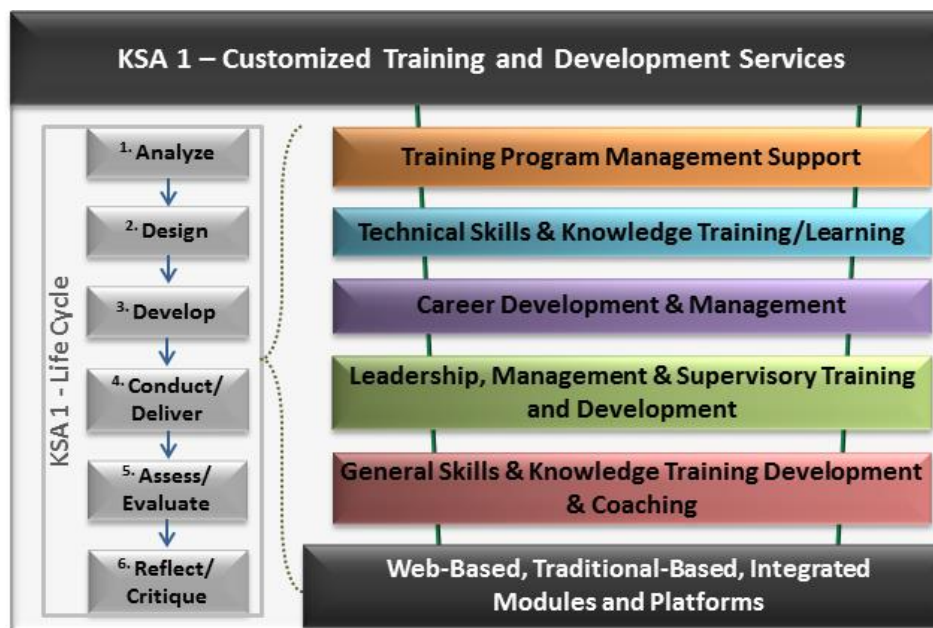 KSA 1 – Customized Training and Development Services
KSA 1 - Life Cycle
1. Analyze
2. Design
3. Develop
4. Conduct/
Deliver
5. Assess/
Evaluate
6. Reflect/
Critique
Training Program Management Support
Technical Skills & Knowledge Training/Learning
Career Development & Management
Leadership, Management & Supervisory Training
and Development
General Skills & Knowledge Training Development
& Coaching
Web-Based, Traditional-Based, Integrated
Modules and Platforms